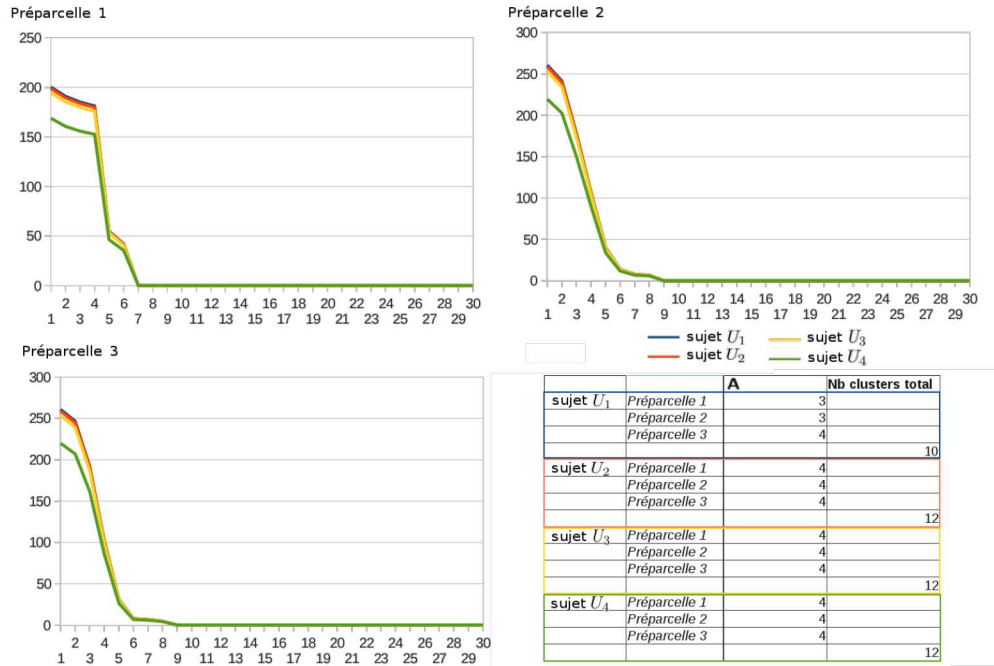 Préparcelle 1
250
200
150
100
50
0
2 4 6 8 10 12 14 16 18 20 22 24 26 28 30
1 3 5 7 9 11 13 15 17 19 21 23 25 27 29
Préparcelle 2
300
250
200
150
100
50
0
2 4 6 8 10 12 14 16 18 20 22 24 26 28 30
1 3 5 7 9 11 13 15 17 19 21 23 25 27 29
sujet U1 sujet U3
sujet U2 sujet U4
Préparcelle 3
300
250
200
150
100
50
0
2 4 6 8 10 12 14 16 18 20 22 24 26 28 30
1 3 5 7 9 11 13 15 17 19 21 23 25 27 29
A Nb clusters total
sujet U1 Préparcelle 1 3
Préparcelle 2 3
Préparcelle 3 4
10
sujet U2 Préparcelle 1 4
Préparcelle 2 4
Préparcelle 3 4
12
sujet U3 Préparcelle 1 4
Préparcelle 2 4
Préparcelle 3 4
12
sujet U4 Préparcelle 1 4
Préparcelle 2 4
Préparcelle 3 4
12